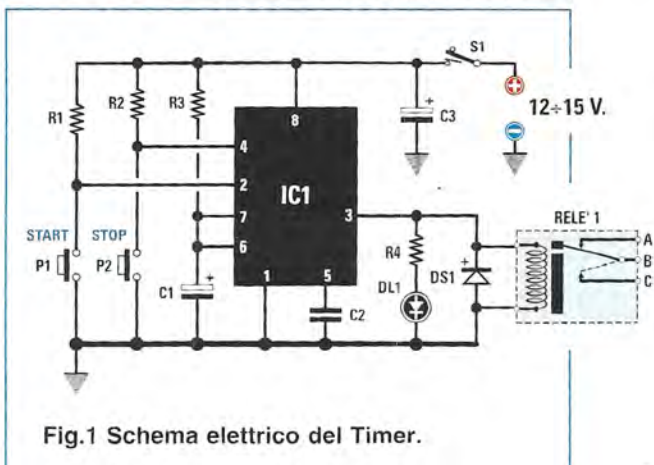 S1
R1
R2
R3
8
+
C3
+
-
12÷15 V.
4
2
IC1
7
3
6
START
STOP
P1
P2
+
C1
1
5
C2
R4
DL1
+
DS1
RELE' 1
A
B
C
Fig.1 Schema elettrico del Timer.